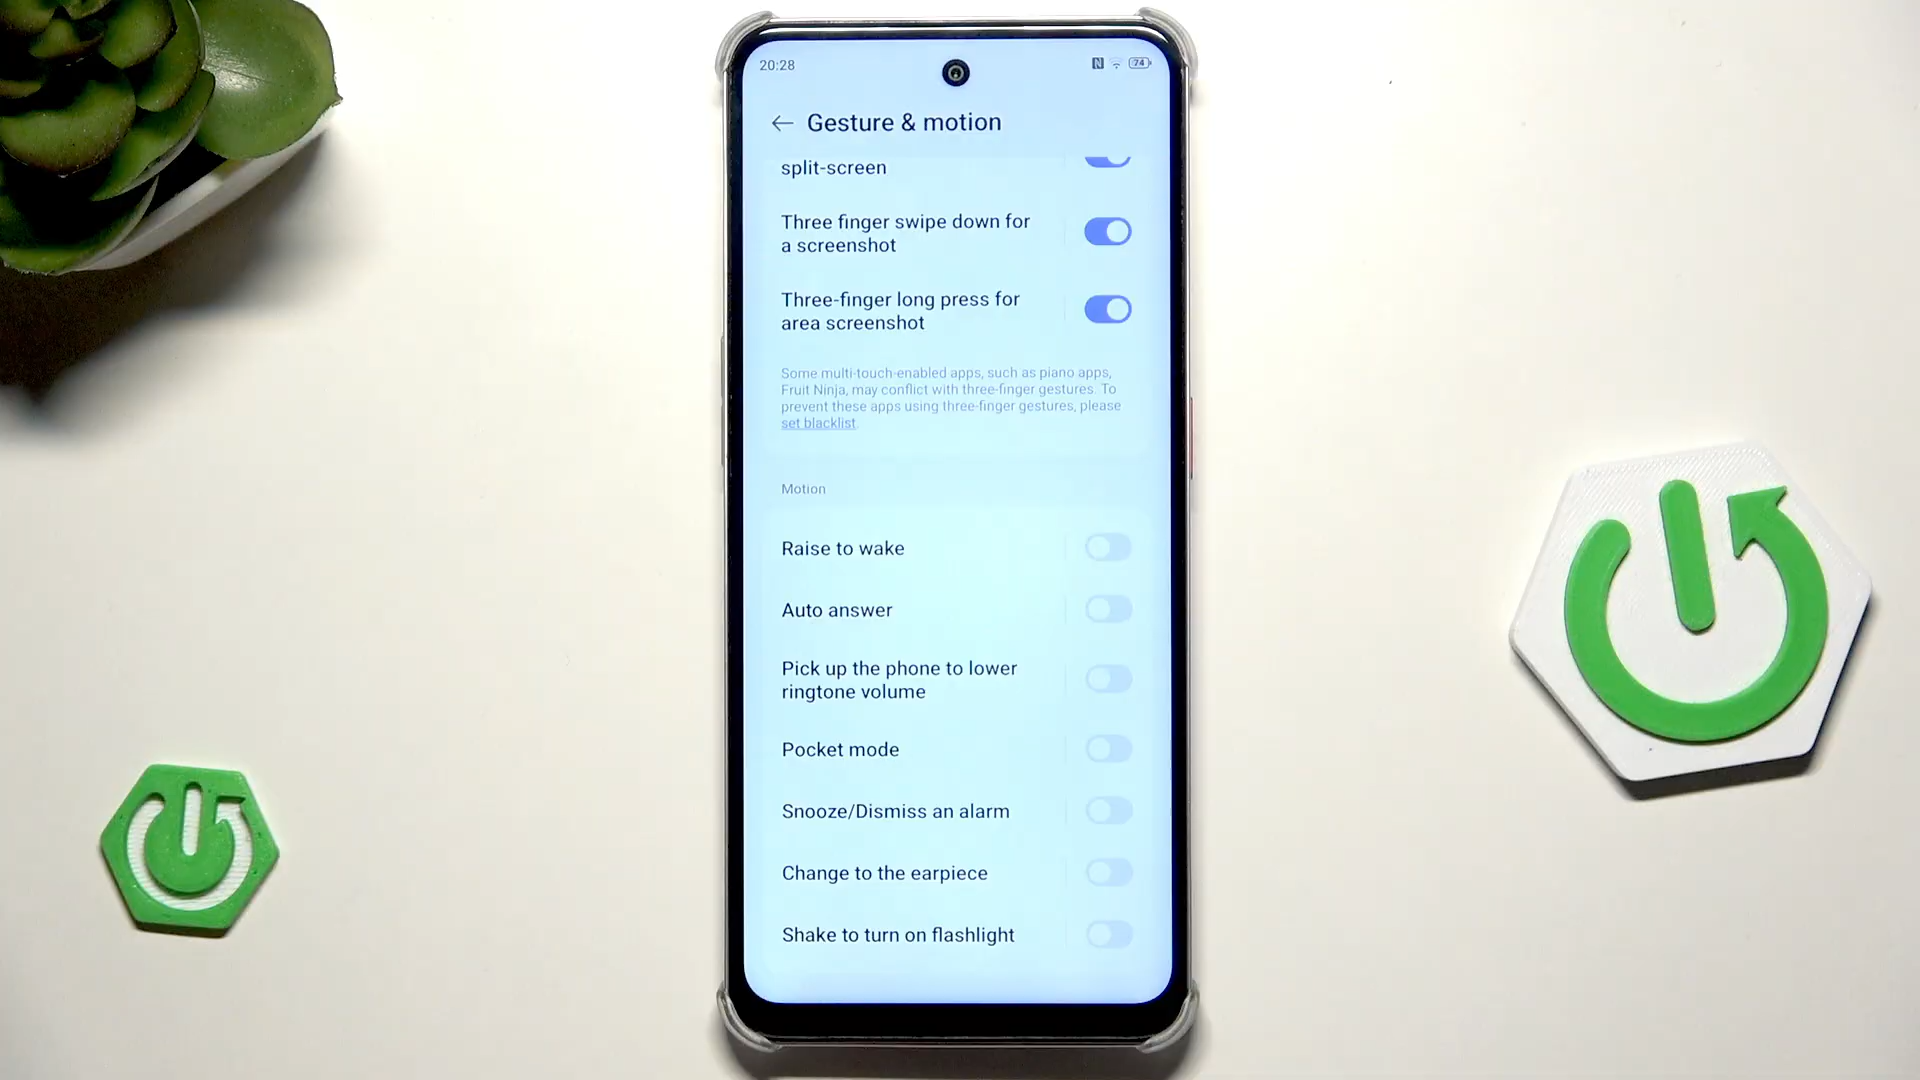 20:28
N
74
Gesture & motion
split-screen
Three finger swipe down for
a screenshot
Three-finger long press for
area screenshot
Some multi-touch-enabled apps, such as piano apps,
Fruit Ninja, may conflict with three-finger gestures. To
prevent these apps using three-finger gestures, please
set blacklist.
Motion
Raise to wake
Auto answer
Pick up the phone to lower
ringtone volume
Pocket mode
Snooze/Dismiss an alarm
Change to the earpiece
Shake to turn on flashlight